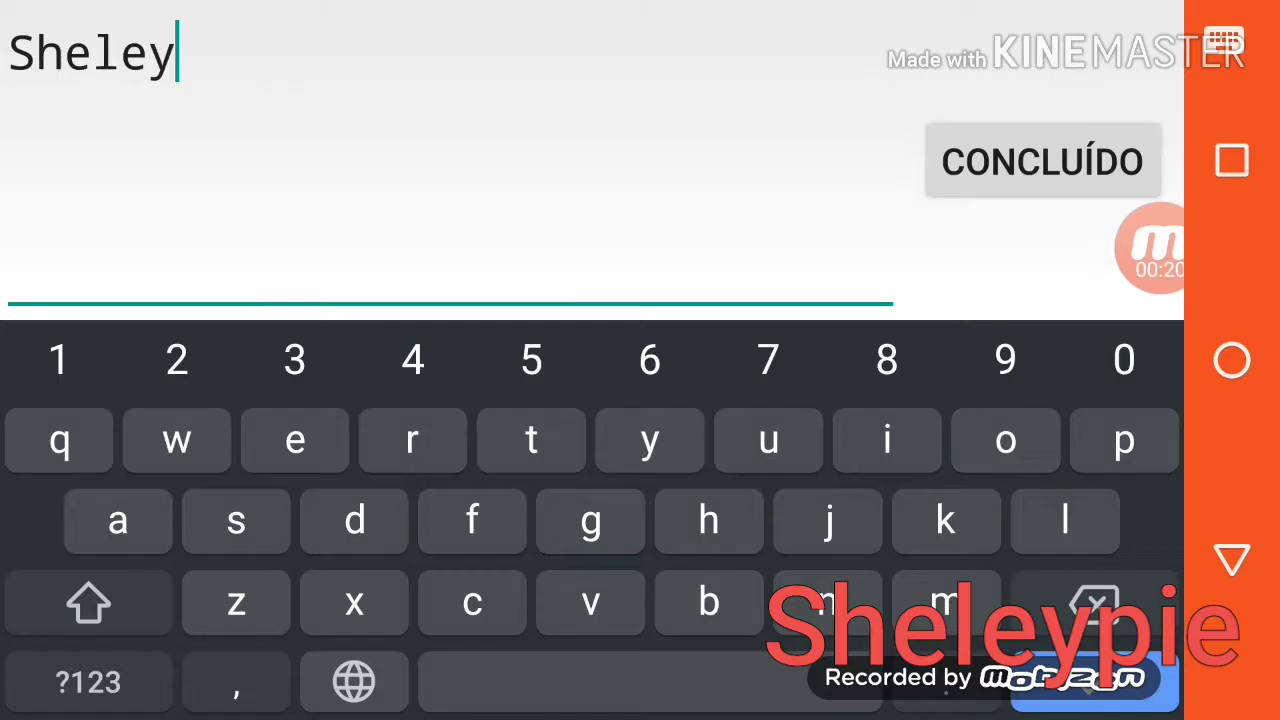 Sheley
Made with KINEMASTER
CONCLUÍDO
m
00:20
1 2 3 4 5 6 7 8 9 0
q w e r t y u i o p
a s d f g h j k l
z x c v b n m
Sheleypie
?123 , .
Recorded by mobizen